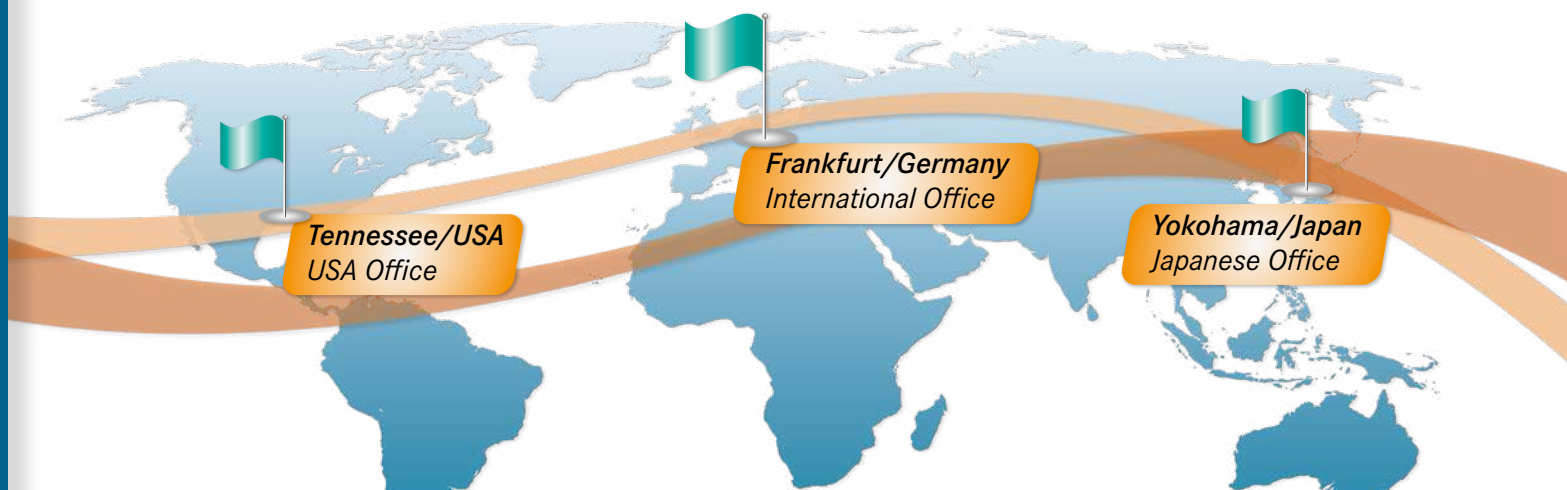 Frankfurt/Germany
International Office
Tennessee/USA
USA Office
Yokohama/Japan
Japanese Office